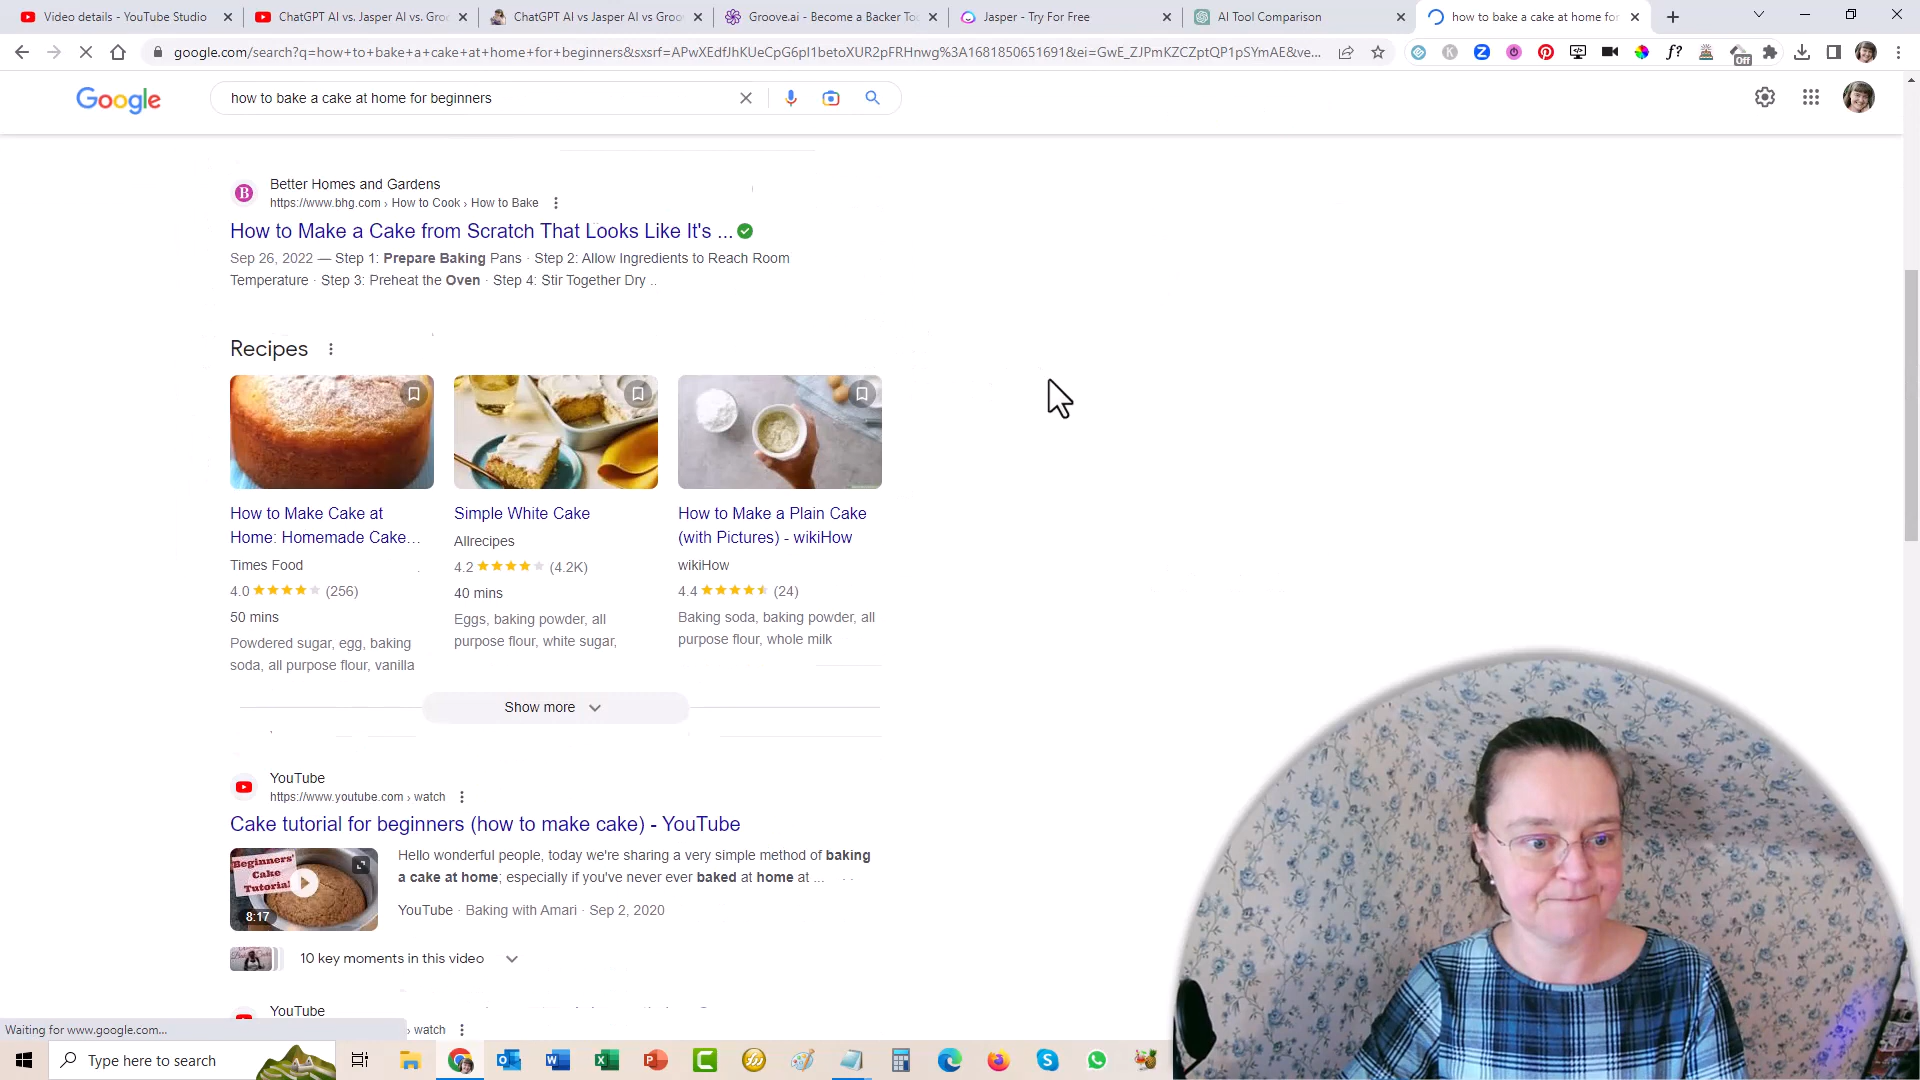 Video details - YouTube Studio
ChatGPT AI vs. Jasper AI vs. Groo
ChatGPT AI vs Jasper AI vs Groov
Groove.ai - Become a Backer Too
Jasper - Try For Free
AI Tool Comparison
how to bake a cake at home for
google.com/search?q=how+to+bake+a+cake+at+home+for+beginners&sxsrf=APwXEdfJhKUeCpG6pl1betoXUR2pFRHnwg%3A1681850651691&ei=GwE_ZJPmKZCZptQP1pSYmAE&ve...
Off
Google
how to bake a cake at home for beginners
Better Homes and Gardens
https://www.bhg.com › How to Cook › How to Bake
How to Make a Cake from Scratch That Looks Like It's ...
Sep 26, 2022 — Step 1: Prepare Baking Pans · Step 2: Allow Ingredients to Reach Room
Temperature · Step 3: Preheat the Oven · Step 4: Stir Together Dry ..
Recipes
How to Make Cake at
Home: Homemade Cake...
Times Food
4.0 (256)
50 mins
Powdered sugar, egg, baking
soda, all purpose flour, vanilla
Simple White Cake
Allrecipes
4.2 (4.2K)
40 mins
Eggs, baking powder, all
purpose flour, white sugar,
How to Make a Plain Cake
(with Pictures) - wikiHow
wikiHow
4.4 (24)
Baking soda, baking powder, all
purpose flour, whole milk
Show more
YouTube
https://www.youtube.com › watch
Cake tutorial for beginners (how to make cake) - YouTube
Beginners'
Cake
Tutorial
8:17
Hello wonderful people, today we're sharing a very simple method of baking
a cake at home; especially if you've never ever baked at home at ...
YouTube · Baking with Amari · Sep 2, 2020
10 key moments in this video
YouTube
› watch
Waiting for www.google.com...
Type here to search